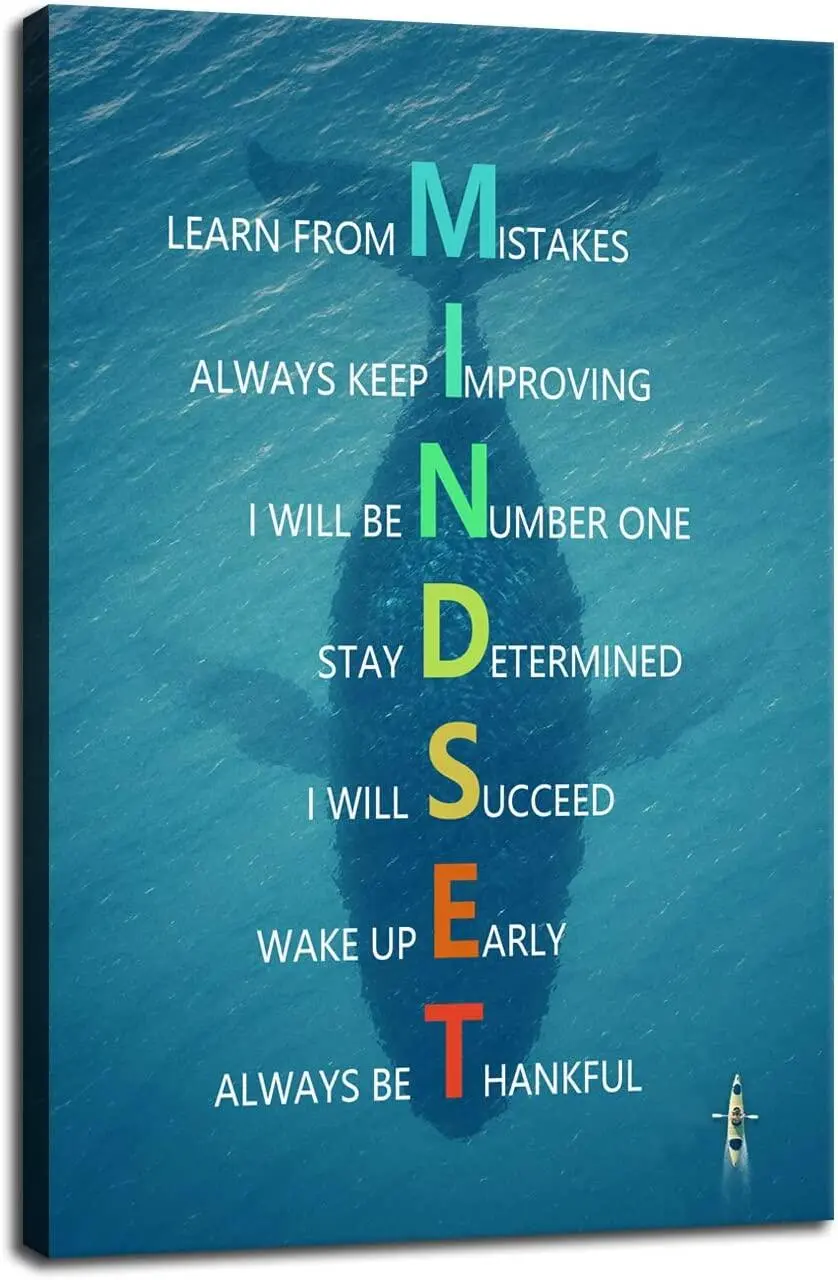 LEARN FROM MISTAKES
ALWAYS KEEP IMPROVING
I WILL BE NUMBER ONE
STAY DETERMINED
I WILL SUCCEED
WAKE UP EARLY
ALWAYS BE THANKFUL